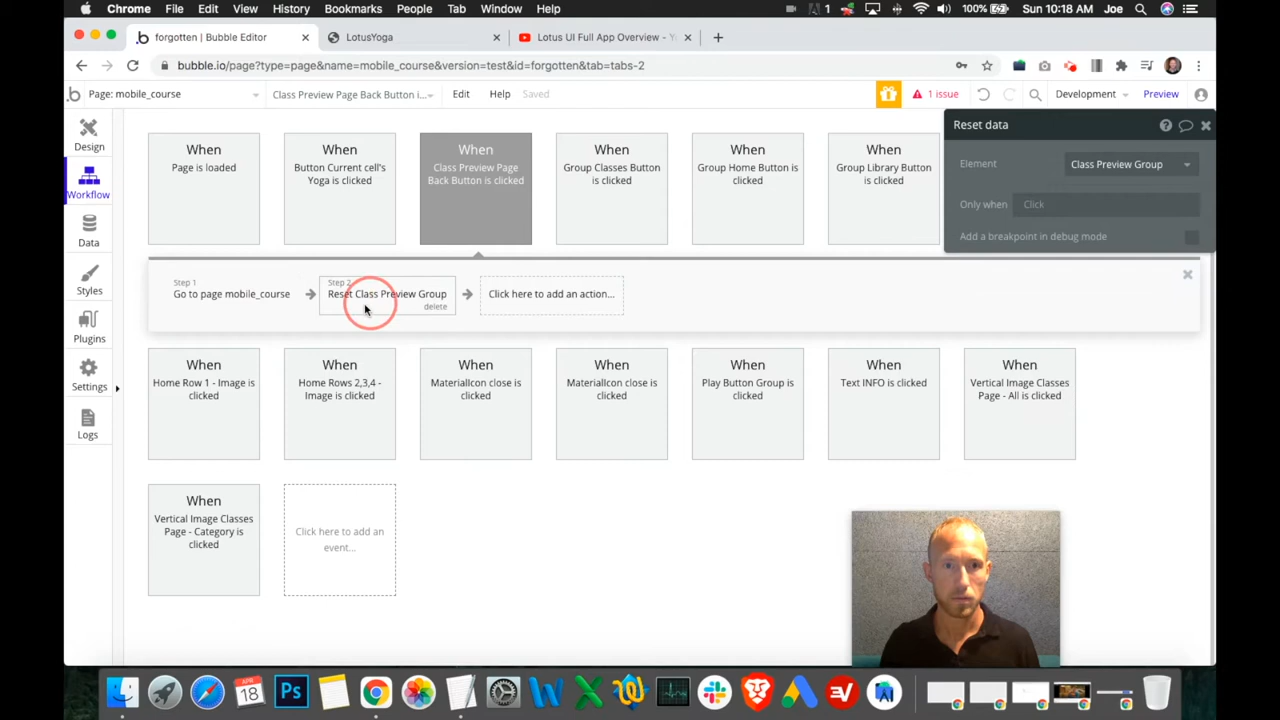 Chrome File Edit View History Bookmarks People Tab Window Help 1 100% Sun 10:18 AM Joe
forgotten | Bubble Editor
LotusYoga
Lotus UI Full App Overview - Y
bubble.io/page?type=page&name=mobile_course&version=test&id=forgotten&tab=tabs-2
b Page: mobile_course Class Preview Page Back Button i... Edit Help Saved 1 issue Development Preview
Design
Workflow
Data
Styles
Plugins
Settings
Logs
When
Page is loaded
When
Button Current cell's
Yoga is clicked
When
Class Preview Page
Back Button is clicked
When
Group Classes Button
is clicked
When
Group Home Button is
clicked
When
Group Library Button
is clicked
Reset data
Element Class Preview Group
Only when Click
Add a breakpoint in debug mode
Step 1
Go to page mobile_course
Step 2
Reset Class Preview Group
delete
Click here to add an action...
When
Home Row 1 - Image is
clicked
When
Home Rows 2,3,4 -
Image is clicked
When
MaterialIcon close is
clicked
When
MaterialIcon close is
clicked
When
Play Button Group is
clicked
When
Text INFO is clicked
When
Vertical Image Classes
Page - All is clicked
When
Vertical Image Classes
Page - Category is
clicked
Click here to add an
event...
APR
18
Ps